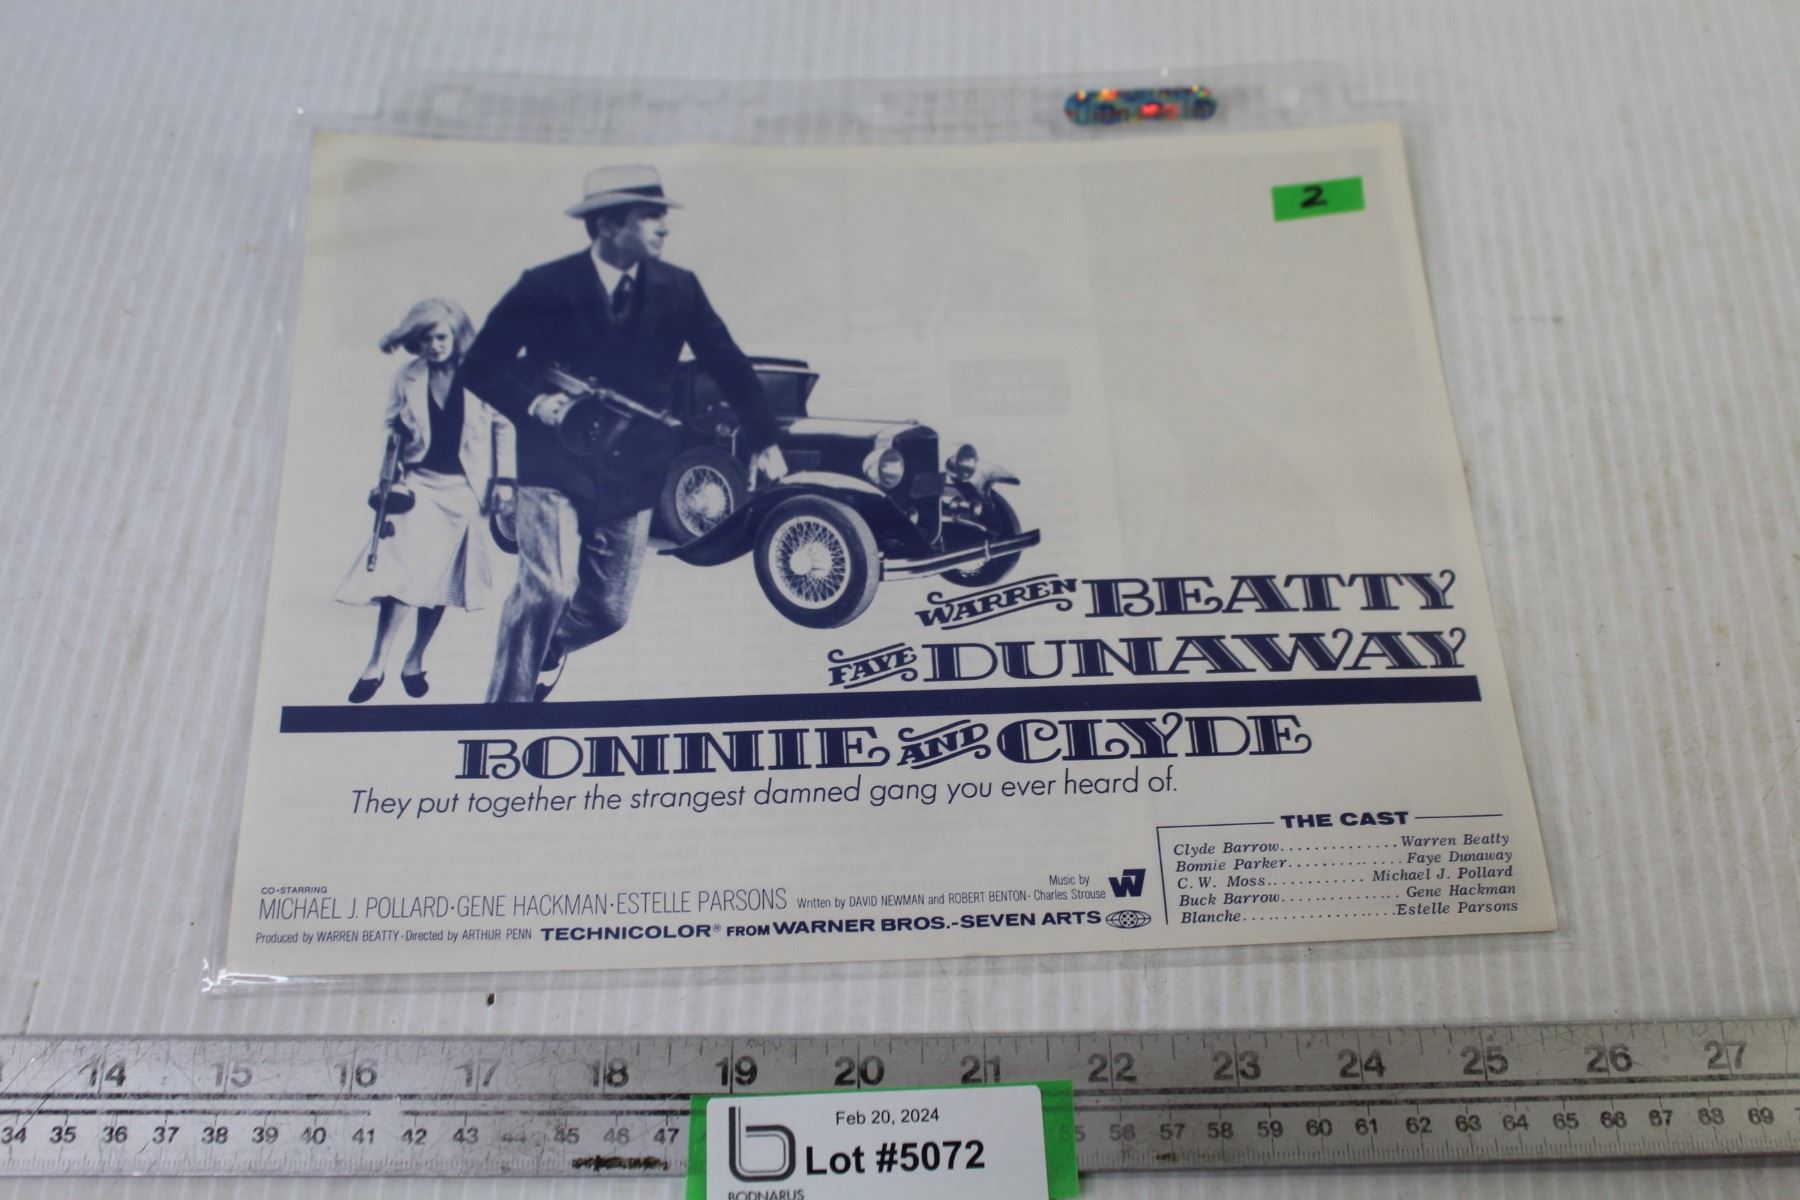 2
WARREN BEATTY
FAYE DUNAWAY
BONNIE AND CLYDE
They put together the strangest damned gang you ever heard of.
THE CAST
Clyde Barrow.............Warren Beatty
Bonnie Parker.............Faye Dunaway
C. W. Moss...........Michael J. Pollard
Buck Barrow..............Gene Hackman
Blanche..................Estelle Parsons
CO-STARRING
MICHAEL J. POLLARD·GENE HACKMAN·ESTELLE PARSONS Written by DAVID NEWMAN and ROBERT BENTON· Music by Charles Strouse W
Produced by WARREN BEATTY·Directed by ARTHUR PENN TECHNICOLOR® FROM WARNER BROS.-SEVEN ARTS
14 15 16 17 18 19 20 21 22 23 24 25 26 27
34 35 36 37 38 39 40 41 42 43 44 45 46 47 55 56 57 58 59 60 61 62 63 64 65 66 67 68 69
Feb 20, 2024
b Lot #5072
BODNARUS